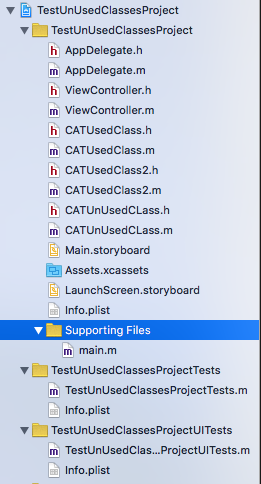 TestUnUsedClassesProject
TestUnUsedClassesProject
h AppDelegate.h
m AppDelegate.m
h ViewController.h
m ViewController.m
h CATUsedClass.h
m CATUsedClass.m
h CATUsedClass2.h
m CATUsedClass2.m
h CATUnUsedCLass.h
m CATUnUsedCLass.m
Main.storyboard
Assets.xcassets
LaunchScreen.storyboard
Info.plist
Supporting Files
m main.m
TestUnUsedClassesProjectTests
m TestUnUsedClassesProjectTests.m
Info.plist
TestUnUsedClassesProjectUITests
m TestUnUsedClas...ProjectUITests.m
Info.plist